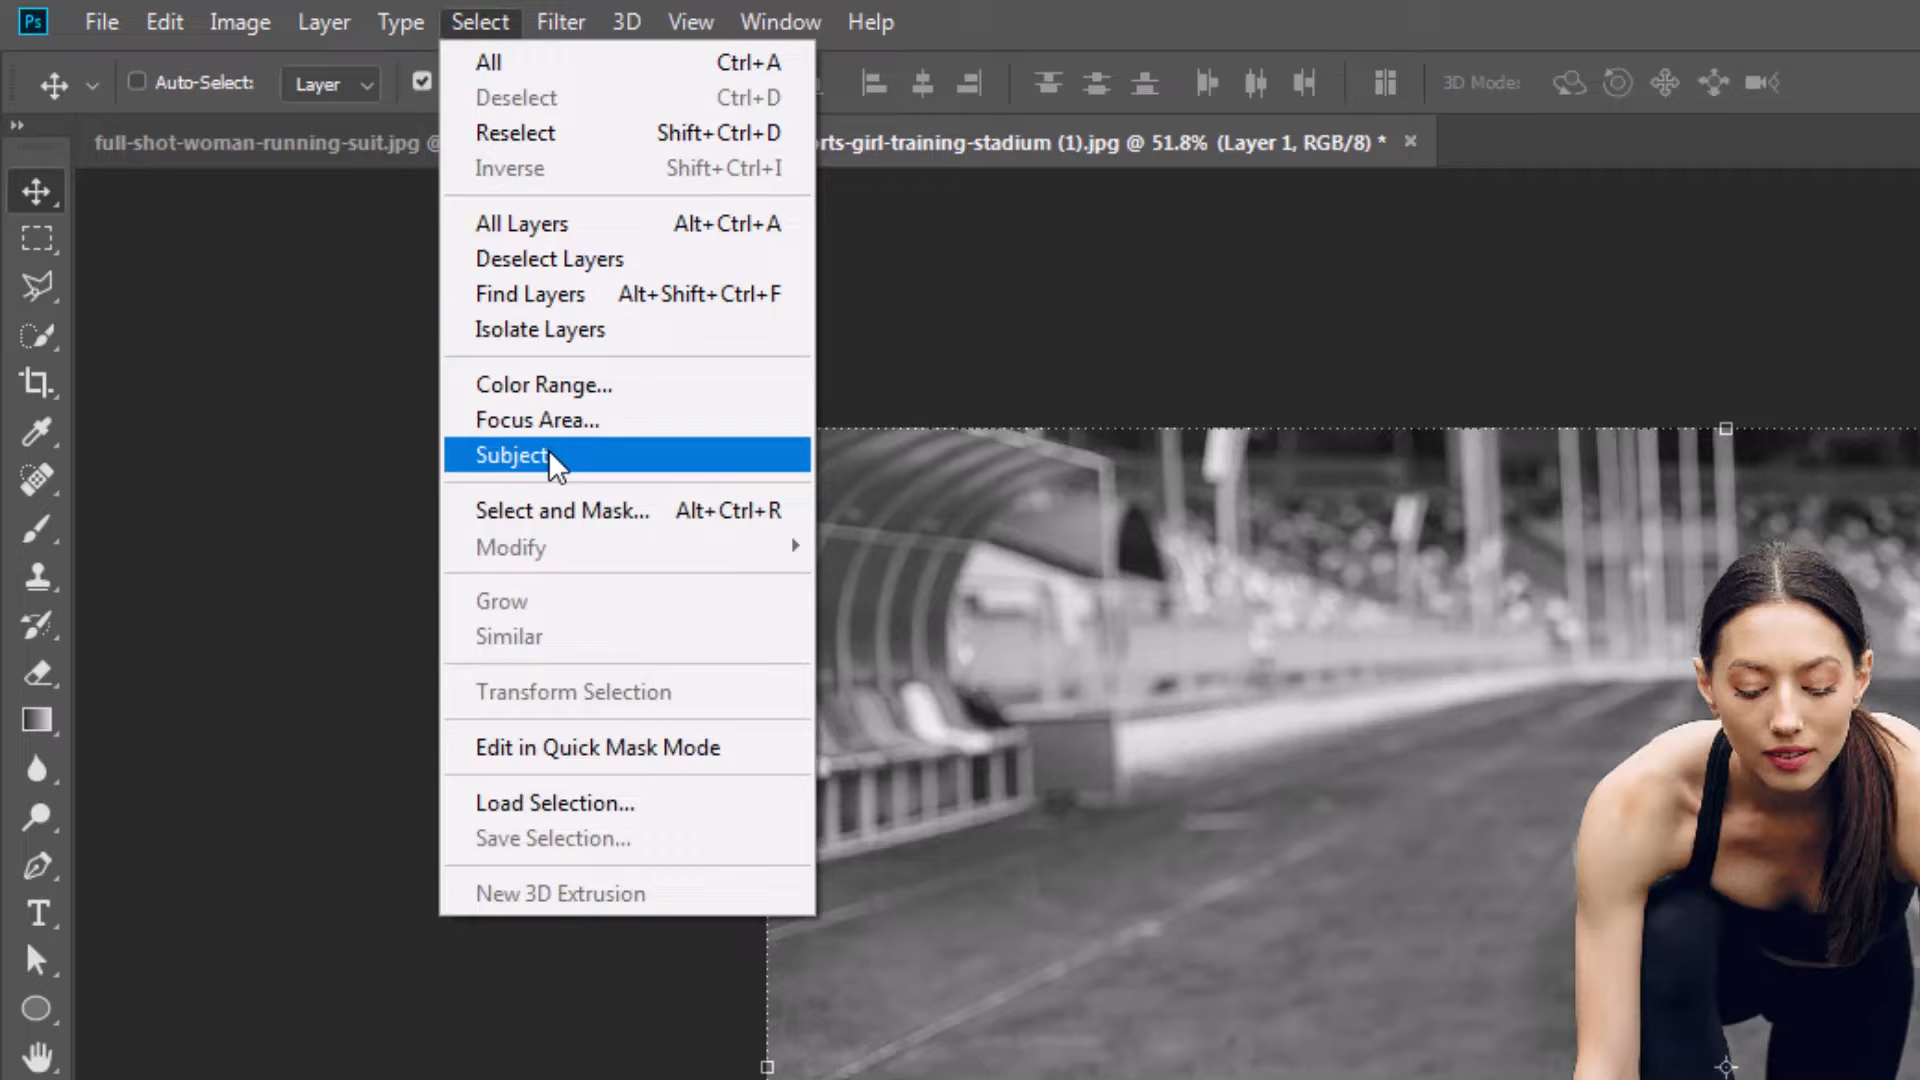 Ps File Edit Image Layer Type Select Filter 3D View Window Help
Auto-Select: Layer 3D Mode:
full-shot-woman-running-suit.jpg @ rts-girl-training-stadium (1).jpg @ 51.8% (Layer 1, RGB/8) *
All Ctrl+A
Deselect Ctrl+D
Reselect Shift+Ctrl+D
Inverse Shift+Ctrl+I
All Layers Alt+Ctrl+A
Deselect Layers
Find Layers Alt+Shift+Ctrl+F
Isolate Layers
Color Range...
Focus Area...
Subject
Select and Mask... Alt+Ctrl+R
Modify
Grow
Similar
Transform Selection
Edit in Quick Mask Mode
Load Selection...
Save Selection...
New 3D Extrusion